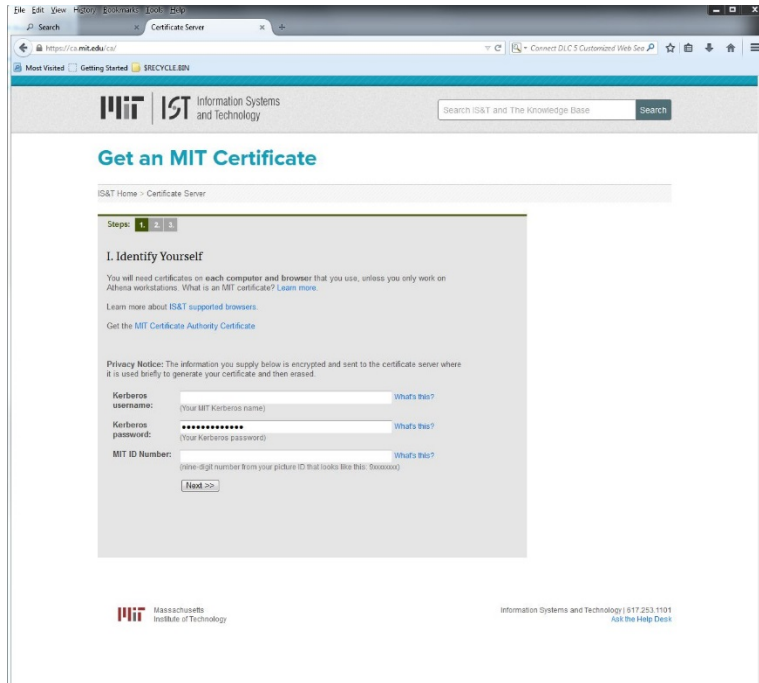 File Edit View History Bookmarks Tools Help
Search
Certificate Server
https://ca.mit.edu/ca/
Connect DLC 5 Customized Web Sea
Most Visited Getting Started $RECYCLE.BIN
MIT IST Information Systems
and Technology
Search IS&T and The Knowledge Base
Search
Get an MIT Certificate
IS&T Home > Certificate Server
Steps: 1. 2. 3.
I. Identify Yourself
You will need certificates on each computer and browser that you use, unless you only work on
Athena workstations. What is an MIT certificate? Learn more.
Learn more about IS&T supported browsers.
Get the MIT Certificate Authority Certificate
Privacy Notice: The information you supply below is encrypted and sent to the certificate server where
it is used briefly to generate your certificate and then erased.
Kerberos
username:
What's this?
(Your MIT Kerberos name)
Kerberos
password:
•••••••••••••
What's this?
(Your Kerberos password)
MIT ID Number:
What's this?
(nine-digit number from your picture ID that looks like this: 9xxxxxxxx)
Next >>
MIT Massachusetts
Institute of Technology
Information Systems and Technology | 617.253.1101
Ask the Help Desk